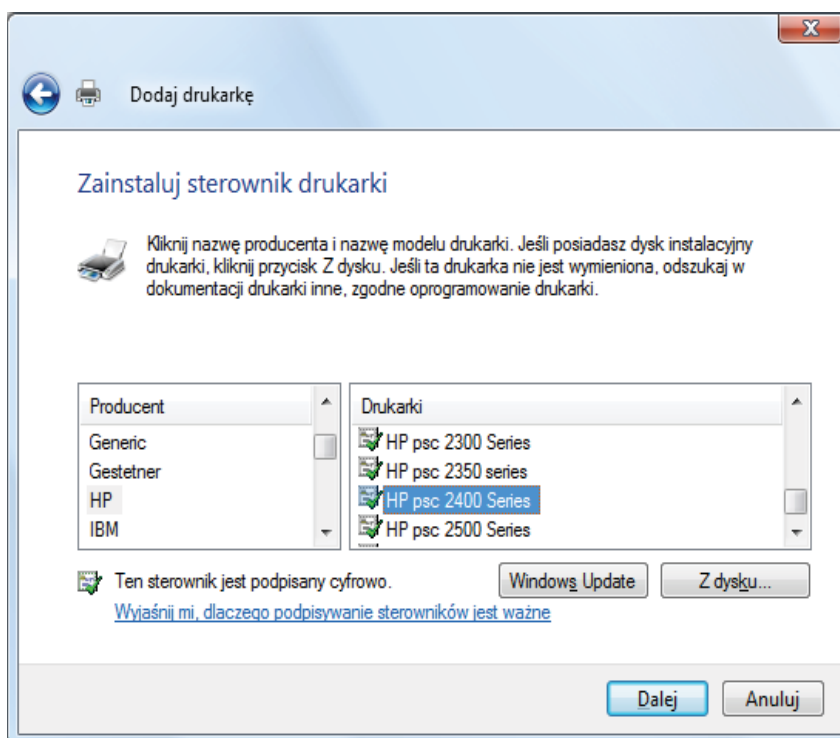 Dodaj drukarkę
Zainstaluj sterownik drukarki
Kliknij nazwę producenta i nazwę modelu drukarki. Jeśli posiadasz dysk instalacyjny
drukarki, kliknij przycisk Z dysku. Jeśli ta drukarka nie jest wymieniona, odszukaj w
dokumentacji drukarki inne, zgodne oprogramowanie drukarki.
Producent
Generic
Gestetner
HP
IBM
Drukarki
HP psc 2300 Series
HP psc 2350 series
HP psc 2400 Series
HP psc 2500 Series
Ten sterownik jest podpisany cyfrowo.
Windows Update
Z dysku...
Wyjaśnij mi, dlaczego podpisywanie sterowników jest ważne
Dalej
Anuluj